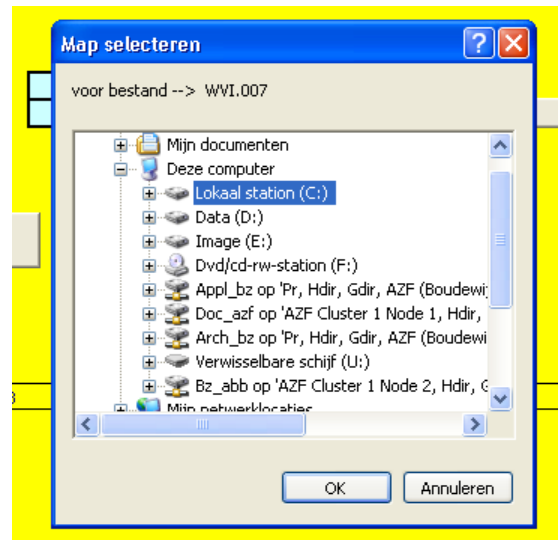 Map selecteren
voor bestand --> WVI.007
Mijn documenten
Deze computer
Lokaal station (C:)
Data (D:)
Image (E:)
Dvd/cd-rw-station (F:)
Appl_bz op 'Pr, Hdir, Gdir, AZF (Boudewij
Doc_azf op 'AZF Cluster 1 Node 1, Hdir,
Arch_bz op 'Pr, Hdir, Gdir, AZF (Boudewi
Verwisselbare schijf (U:)
Bz_abb op 'AZF Cluster 1 Node 2, Hdir, G
Mijn netwerklocaties
OK
Annuleren